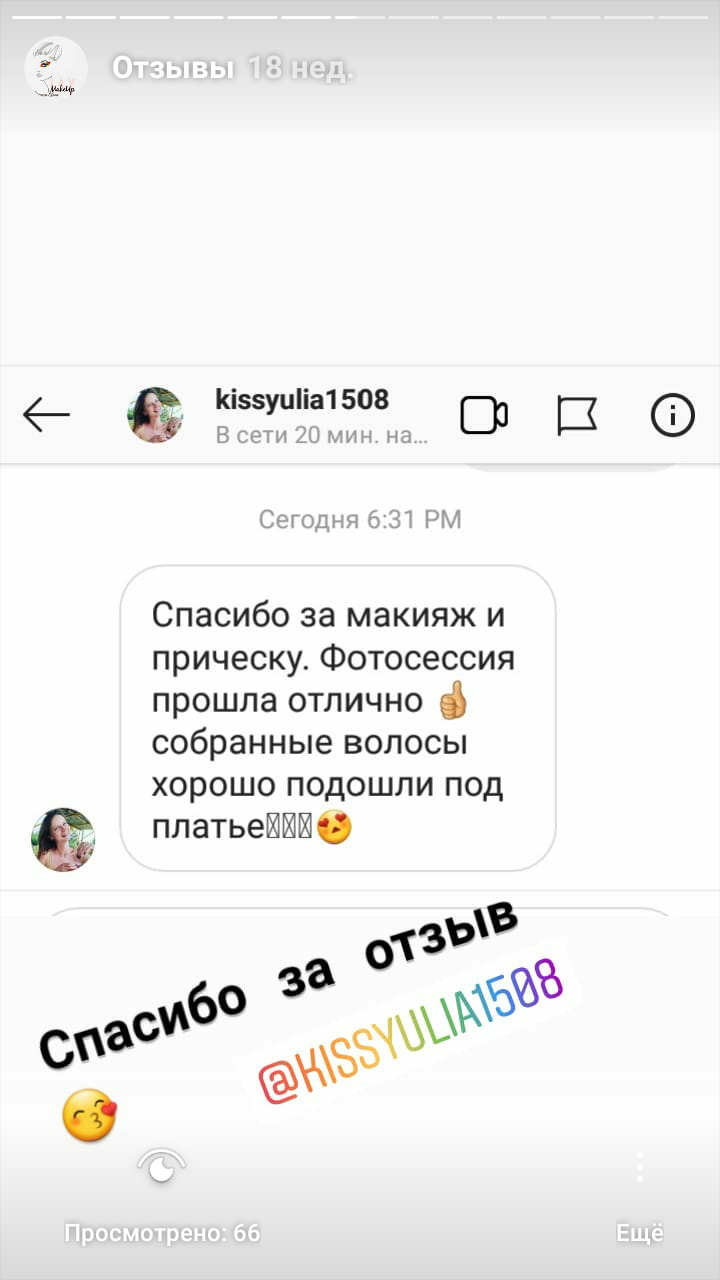 Отзывы 18 нед.
MakeUp
kissyulia1508
В сети 20 мин. на...
Сегодня 6:31 PM
Спасибо за макияж и
прическу. Фотосессия
прошла отлично 👍
собранные волосы
хорошо подошли под
платье😍
Спасибо за отзыв
@KISSYULIA1508
😚
Просмотрено: 66
Ещё